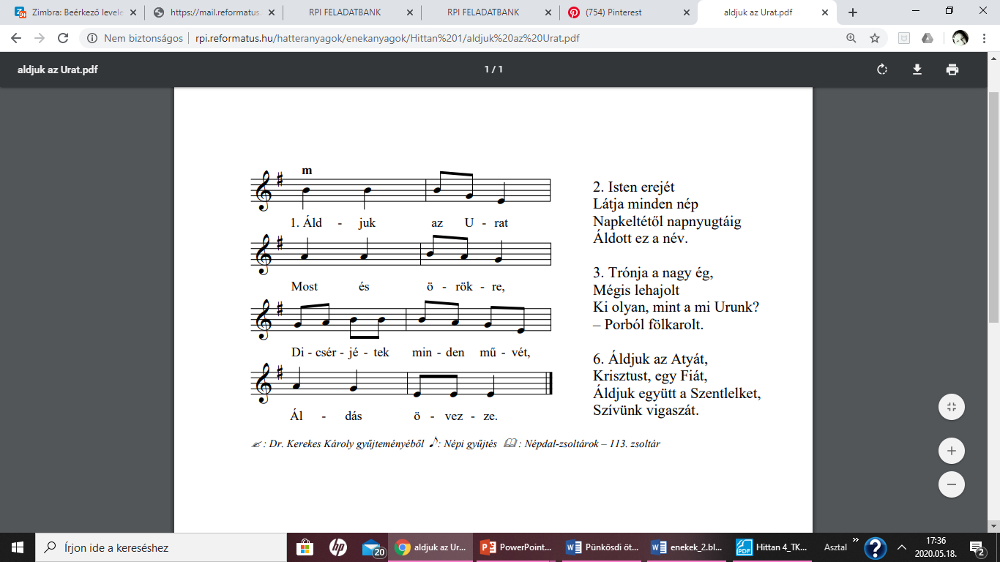 Zimbra: Beérkező levele
https://mail.reformatus.
RPI FELADATBANK
RPI FELADATBANK
(754) Pinterest
aldjuk az Urat.pdf
Nem biztonságos | rpi.reformatus.hu/hatteranyagok/enekanyagok/Hittan%201/aldjuk%20az%20Urat.pdf
aldjuk az Urat.pdf
1 / 1
m
1. Áld - juk az U - rat
Most és ö - rök - re,
Di - csér - jé - tek min - den mű - vét,
Ál - dás ö - vez - ze.
2. Isten erejét
Látja minden nép
Napkeltétől napnyugtáig
Áldott ez a név.
3. Trónja a nagy ég,
Mégis lehajolt
Ki olyan, mint a mi Urunk?
– Porból fölkarolt.
6. Áldjuk az Atyát,
Krisztust, egy Fiát,
Áldjuk együtt a Szentlelket,
Szívünk vigaszát.
: Dr. Kerekes Károly gyűjteményéből : Népi gyűjtés : Népdal-zsoltárok – 113. zsoltár
Írjon ide a kereséshez
hp
20
aldjuk az Ur...
PowerPoint...
Pünkösdi öt...
enekek_2.bl...
Hittan 4_TK...
Asztal
17:36
2020.05.18.
2